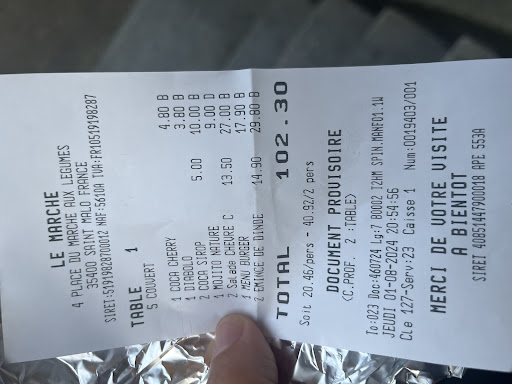 LE MARCHE
4 PLACE DU MARCHE AUX LEGUMES
35400 SAINT MALO FRANCE
SIRET:51919828700012 NAF:5610A TVA:FR10519198287
TABLE 1
5 COUVERT
1 COCA CHERRY 4.80 B
1 DIABOLO 3.80 B
2 COCA SIROP 5.00 10.00 B
1 MOJITO NATURE 9.00 D
2 Salade CHEVRE C 13.50 27.00 B
1 MENU BURGER 17.90 B
2 EMINCE DE DINDE 14.90 29.80 B
TOTAL 102.30
Soit 20.46/pers - 40.92/2 pers
DOCUMENT PROVISOIRE
<C.PROF. 2 :TABLE>
To:023 Doc:460724 Lg:7 80002 I2HM SPIN.MANF01.1W
JEUDI 01-08-2024 20:54:56
Cle 127-Serv:23 Caisse 1 Num:0019403/001
MERCI DE VOTRE VISITE
A BIENTOT
SIRET 40851447900018 APE 553A